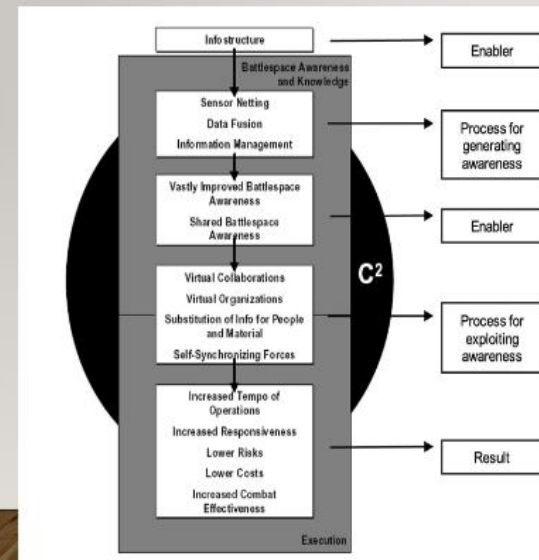 Infostructure
Enabler
Battlespace Awareness
and Knowledge
Sensor Netting
Data Fusion
Information Management
Process for
generating
awareness
Vastly Improved Battlespace
Awareness
Shared Battlespace
Awareness
Enabler
C²
Virtual Collaborations
Virtual Organizations
Substitution of Info for People
and Material
Self-Synchronizing Forces
Process for
exploiting
awareness
Increased Tempo of
Operations
Increased Responsiveness
Lower Risks
Lower Costs
Increased Combat
Effectiveness
Result
Execution